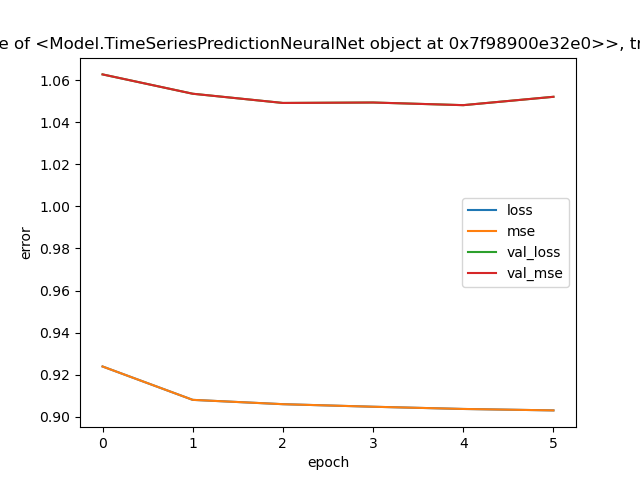 e of <Model.TimeSeriesPredictionNeuralNet object at 0x7f98900e32e0>>, tr
1.06
1.04
1.02
1.00
0.98
0.96
0.94
0.92
0.90
error
loss
mse
val_loss
val_mse
0 1 2 3 4 5
epoch